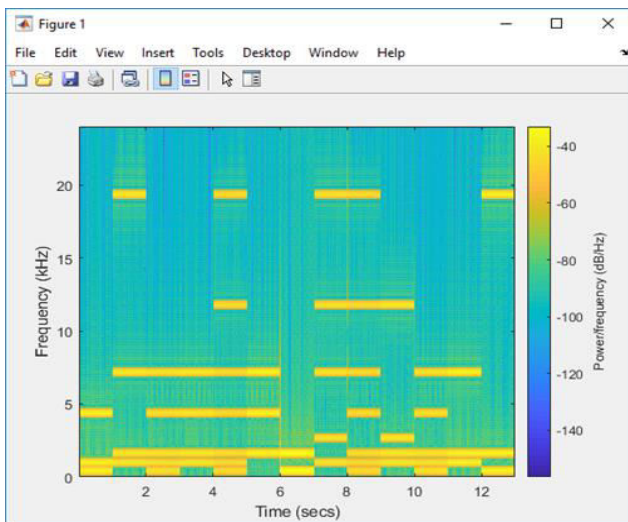 Figure 1
File Edit View Insert Tools Desktop Window Help
20
15
10
5
0
Frequency (kHz)
2 4 6 8 10 12
Time (secs)
-40
-60
-80
-100
-120
-140
Power/frequency (dB/Hz)